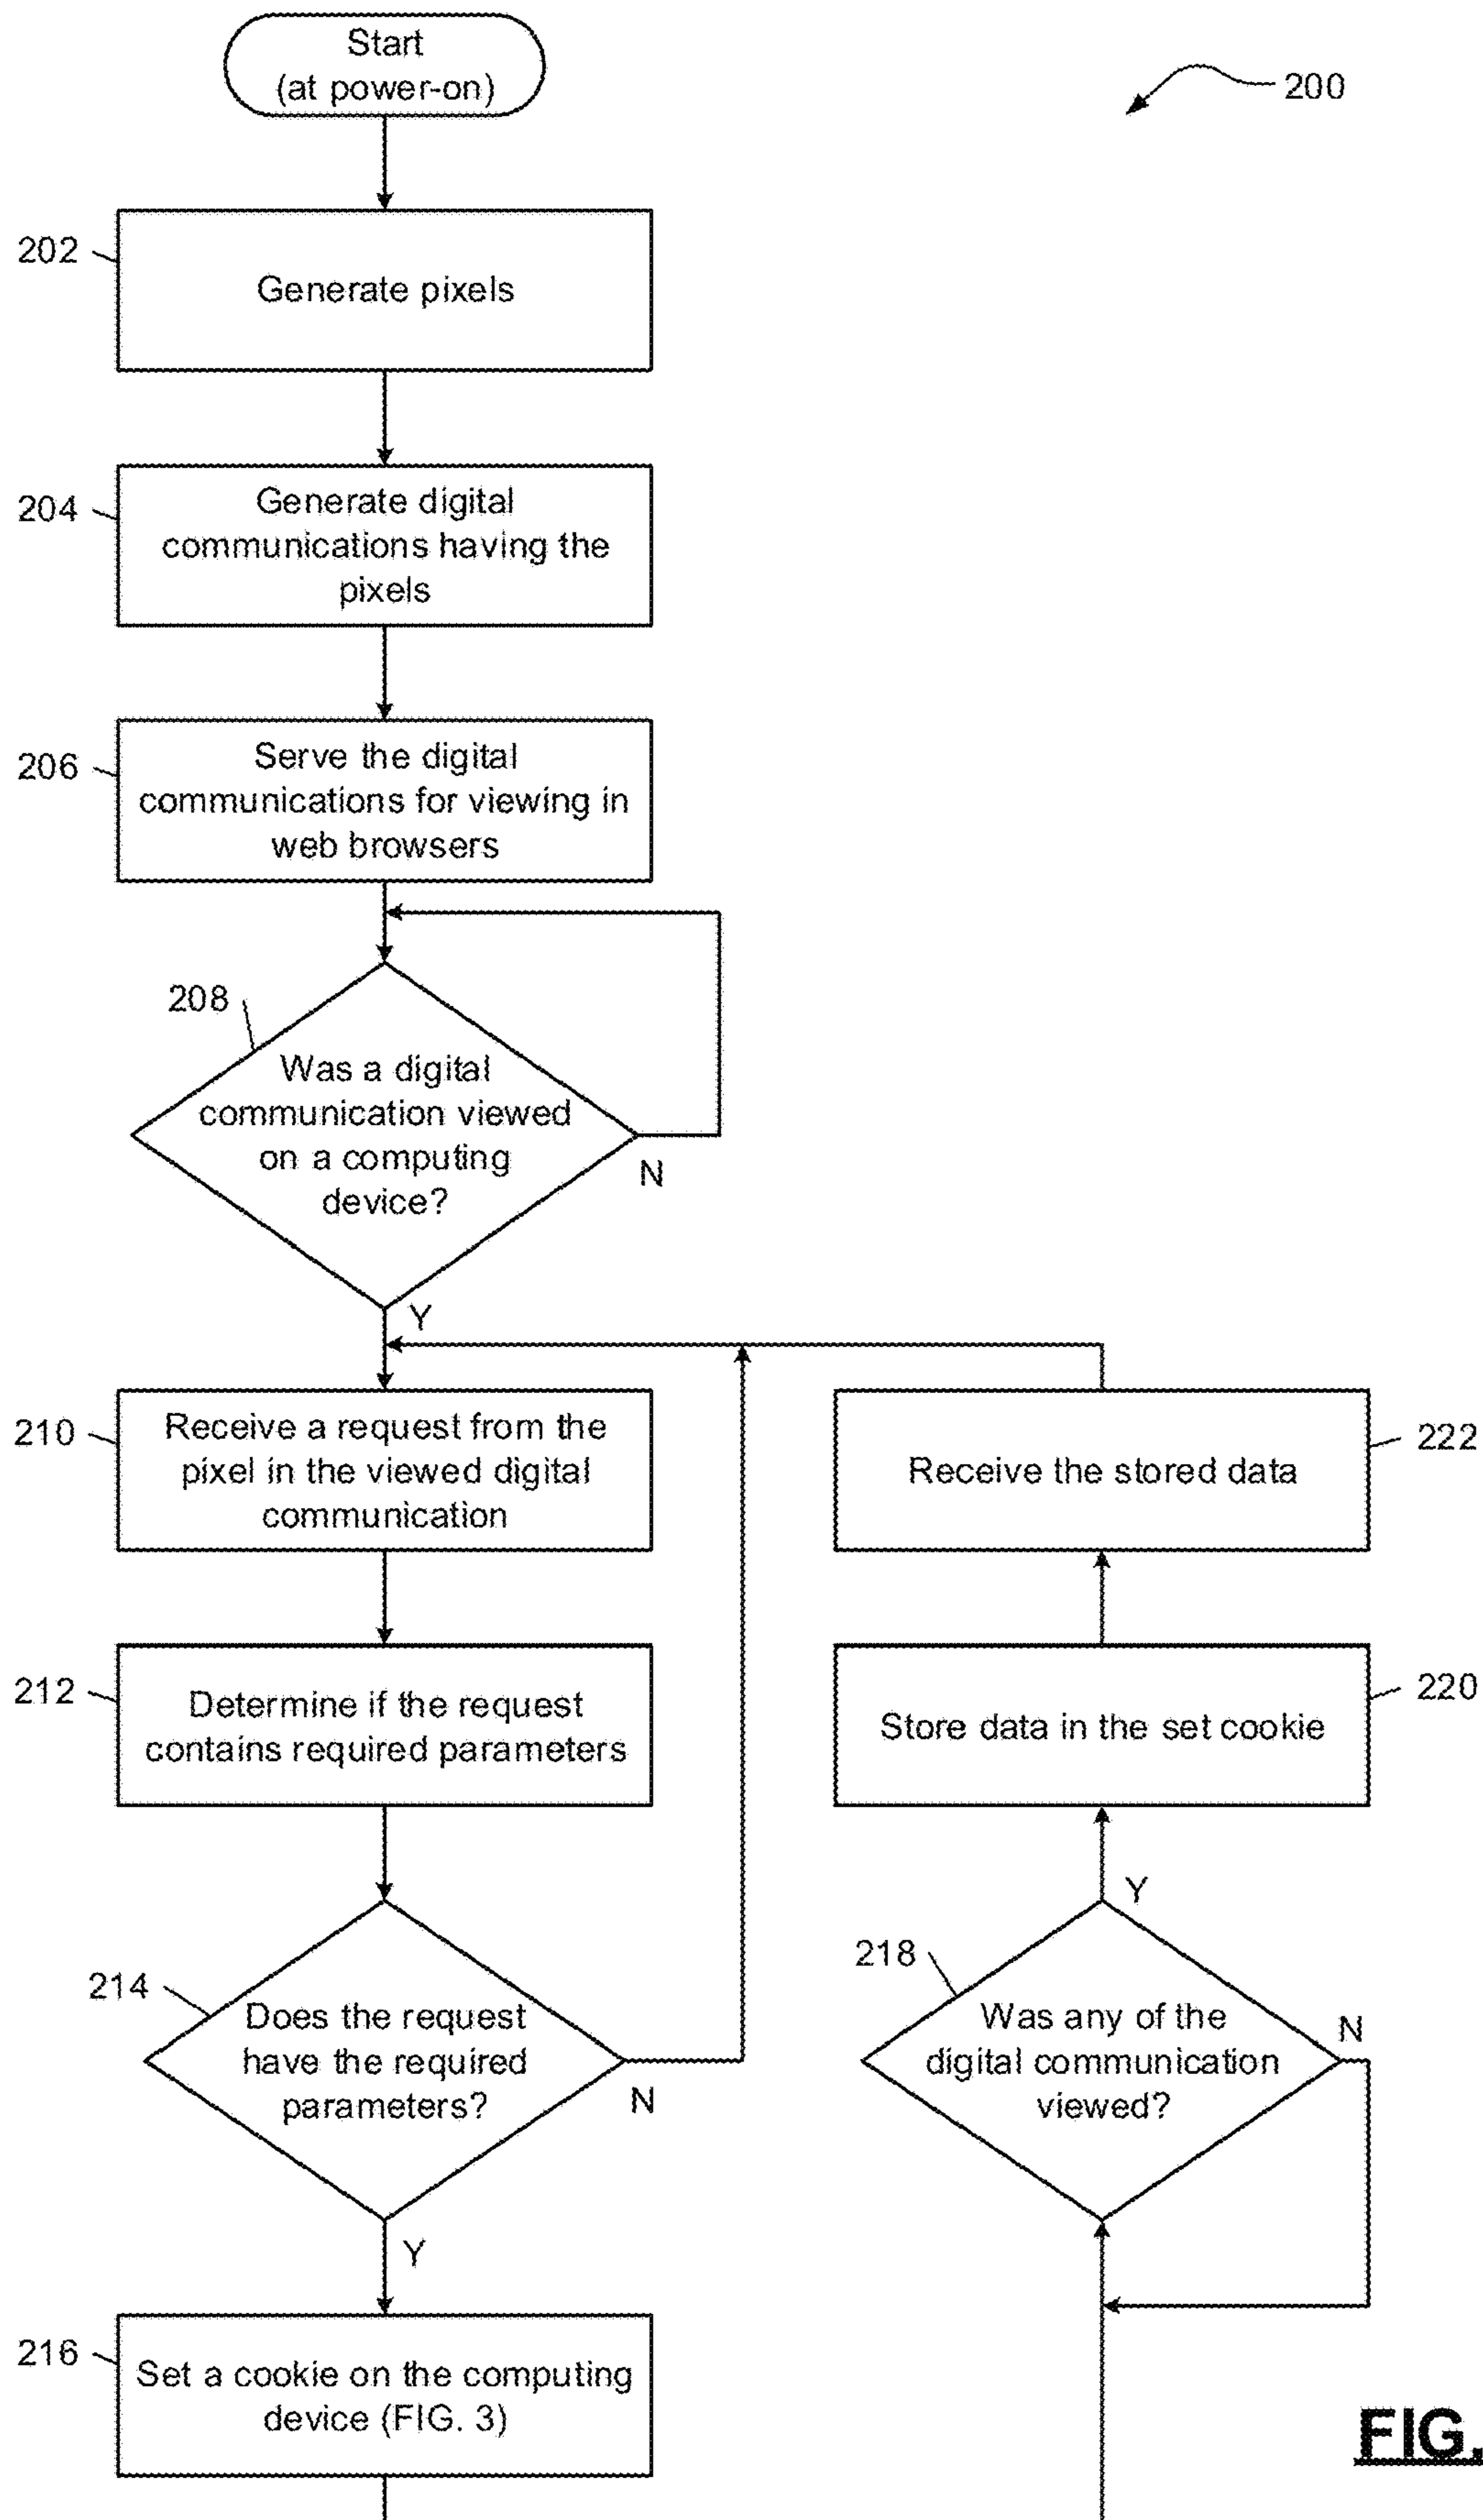 Start
(at power-on)
200
202
Generate pixels
204
Generate digital
communications having the
pixels
206
Serve the digital
communications for viewing in
web browsers
208
Was a digital
communication viewed
on a computing
device?
N
Y
210
Receive a request from the
pixel in the viewed digital
communication
212
Determine if the request
contains required parameters
214
Does the request
have the required
parameters?
N
Y
216
Set a cookie on the computing
device (FIG. 3)
218
Was any of the
digital communication
viewed?
N
Y
220
Store data in the set cookie
222
Receive the stored data
FIG.